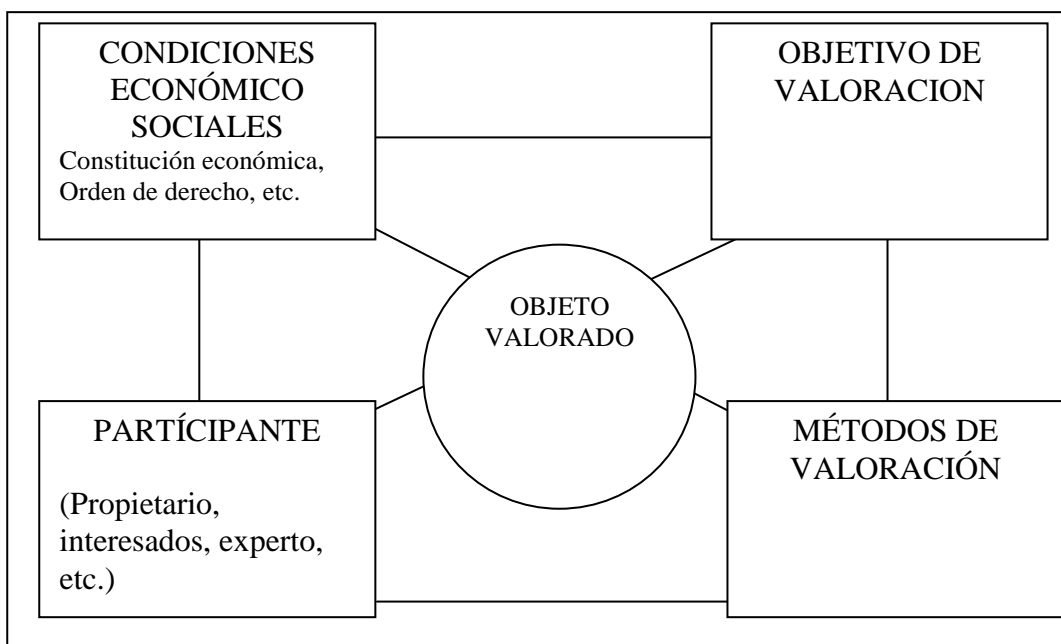 CONDICIONES
ECONÓMICO
SOCIALES
Constitución económica,
Orden de derecho, etc.
OBJETIVO DE
VALORACION
OBJETO
VALORADO
PARTÍCIPANTE
(Propietario,
interesados, experto,
etc.)
MÉTODOS DE
VALORACIÓN